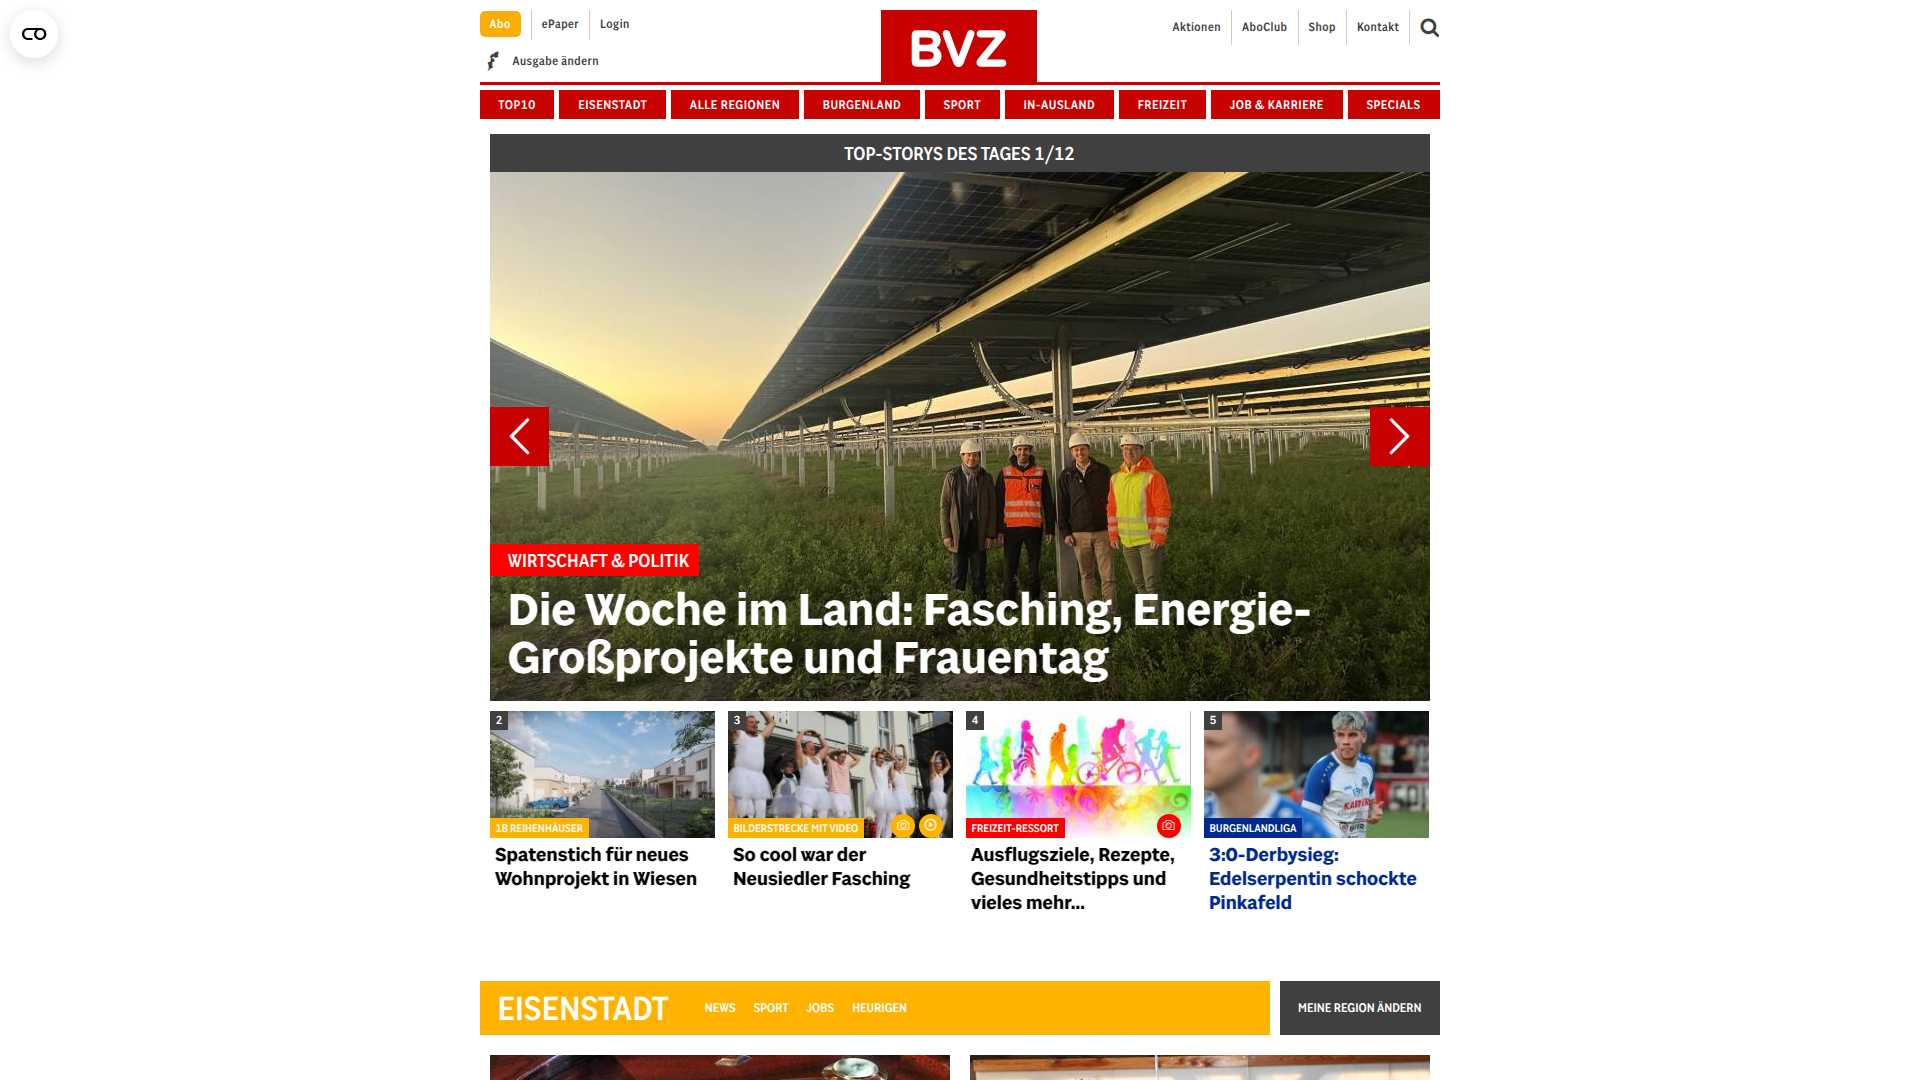 Abo
ePaper
Login
Ausgabe ändern
BVZ
Aktionen
AboClub
Shop
Kontakt
TOP10
EISENSTADT
ALLE REGIONEN
BURGENLAND
SPORT
IN-AUSLAND
FREIZEIT
JOB & KARRIERE
SPECIALS
TOP-STORYS DES TAGES 1/12
WIRTSCHAFT & POLITIK
Die Woche im Land: Fasching, Energie-
Großprojekte und Frauentag
2
18 REIHENHÄUSER
Spatenstich für neues
Wohnprojekt in Wiesen
3
BILDERSTRECKE MIT VIDEO
So cool war der
Neusiedler Fasching
4
FREIZEIT-RESSORT
Ausflugsziele, Rezepte,
Gesundheitstipps und
vieles mehr...
5
BURGENLANDLIGA
3:0-Derbysieg:
Edelserpentin schockte
Pinkafeld
EISENSTADT
NEWS
SPORT
JOBS
HEURIGEN
MEINE REGION ÄNDERN